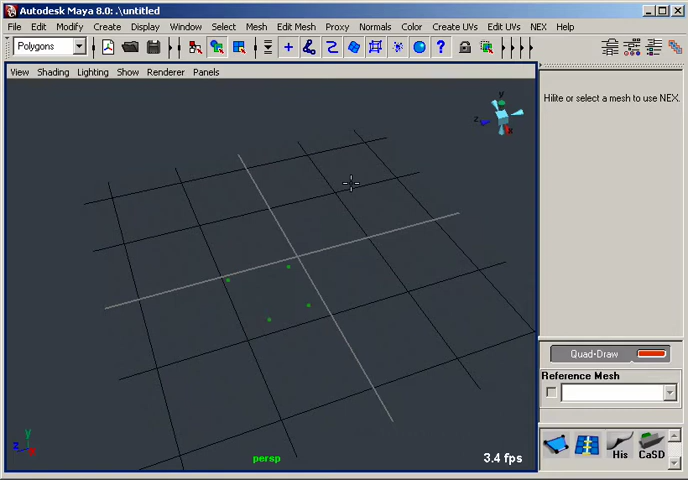 Autodesk Maya 8.0: .\untitled
File Edit Modify Create Display Window Select Mesh Edit Mesh Proxy Normals Color Create UVs Edit UVs NEX Help
Polygons
View Shading Lighting Show Renderer Panels
Hilite or select a mesh to use NEX.
y
z
x
Quad-Draw
Reference Mesh
His CaSD
y
z
x
persp
3.4 fps